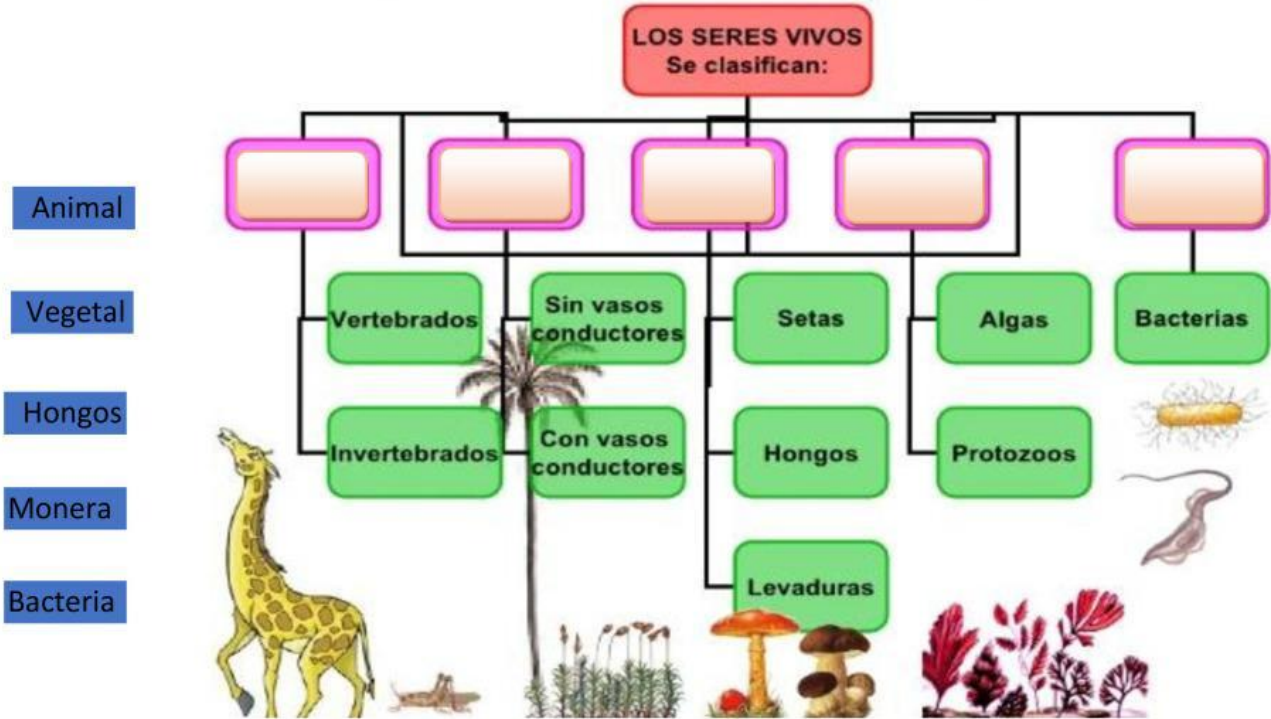 LOS SERES VIVOS
Se clasifican:
Animal
Vegetal
Hongos
Monera
Bacteria
Vertebrados
Sin vasos
conductores
Setas
Algas
Bacterias
Invertebrados
Con vasos
conductores
Hongos
Protozoos
Levaduras